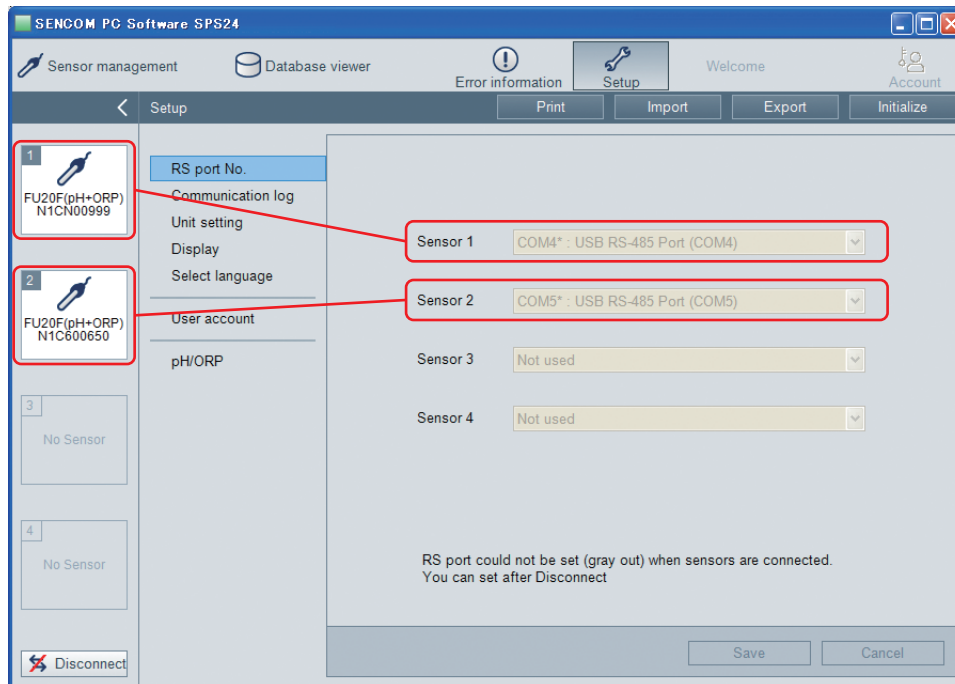 SENCOM PC Software SPS24
Sensor management
Database viewer
Error information
Setup
Welcome
Account
Setup
Print
Import
Export
Initialize
1
FU20F(pH+ORP)
N1CN00999
2
FU20F(pH+ORP)
N1C600650
3
No Sensor
4
No Sensor
Disconnect
RS port No.
Communication log
Unit setting
Display
Select language
User account
pH/ORP
Sensor 1
COM4* : USB RS-485 Port (COM4)
Sensor 2
COM5* : USB RS-485 Port (COM5)
Sensor 3
Not used
Sensor 4
Not used
RS port could not be set (gray out) when sensors are connected.
You can set after Disconnect
Save
Cancel